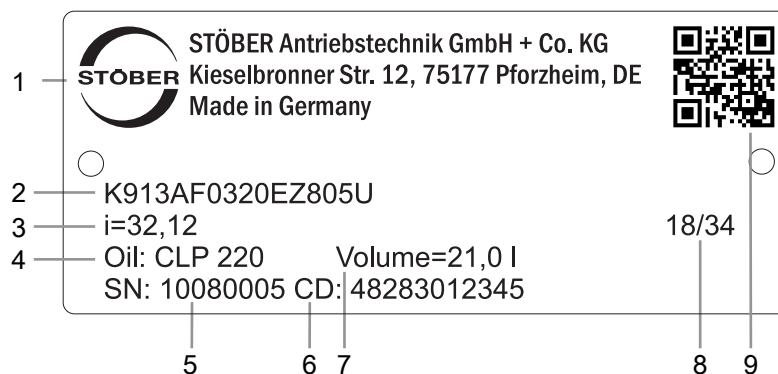 STÖBER
STÖBER Antriebstechnik GmbH + Co. KG
Kieselbronner Str. 12, 75177 Pforzheim, DE
Made in Germany
1
2 K913AF0320EZ805U
3 i=32,12 18/34
4 Oil: CLP 220 Volume=21,0 l
SN: 10080005 CD: 48283012345
5 6 7 8 9